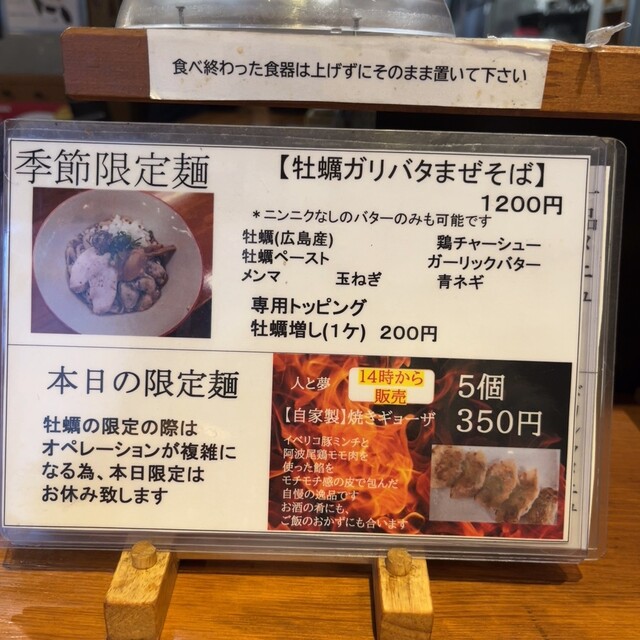 食べ終わった食器は上げずにそのまま置いて下さい
季節限定麺
【牡蠣ガリバタまぜそば】
1200円
*ニンニクなしのバターのみも可能です
牡蠣(広島産) 鶏チャーシュー
牡蠣ペースト ガーリックバター
メンマ 玉ねぎ 青ネギ
専用トッピング
牡蠣増し(1ケ) 200円
本日の限定麺
牡蠣の限定の際は
オペレーションが複雑に
なる為、本日限定は
お休み致します
人と夢
14時から
販売
5個
【自家製】焼きギョーザ
350円
イベリコ豚ミンチと
阿波尾鶏モモ肉を
使った餡を
モチモチ感の皮で包んだ
自慢の逸品です
お酒の肴にも、
ご飯のおかずにも合います